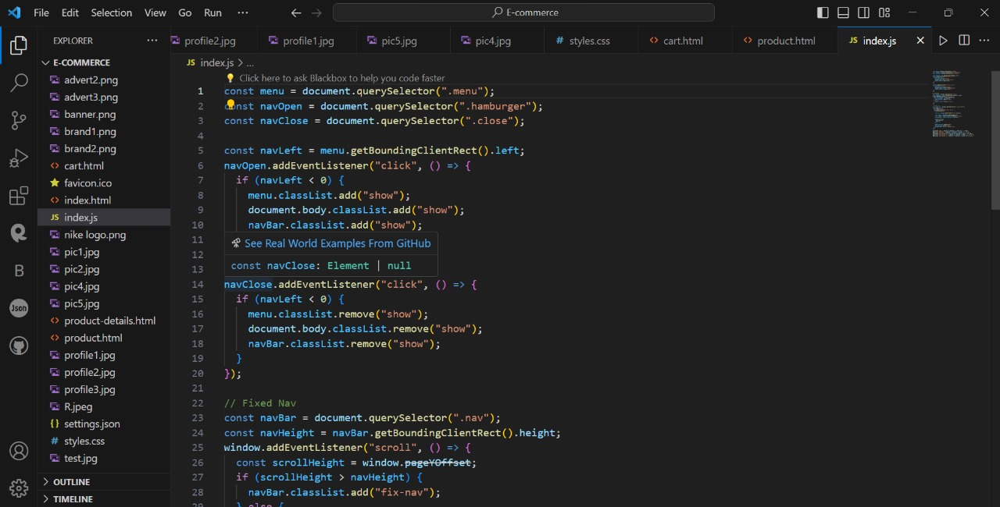 File Edit Selection View Go Run ··· E-commerce
EXPLORER ··· profile2.jpg profile1.jpg pic5.jpg pic4.jpg # styles.css <> cart.html <> product.html JS index.js
E-COMMERCE
advert2.png
advert3.png
banner.png
brand1.png
brand2.png
<> cart.html
favicon.ico
<> index.html
JS index.js
nike logo.png
pic1.jpg
pic2.jpg
pic4.jpg
pic5.jpg
<> product-details.html
<> product.html
profile1.jpg
profile2.jpg
profile3.jpg
R.jpeg
{} settings.json
# styles.css
test.jpg
OUTLINE
TIMELINE
B
Json
JS index.js > ...
Click here to ask Blackbox to help you code faster
1 const menu = document.querySelector(".menu");
2 const navOpen = document.querySelector(".hamburger");
3 const navClose = document.querySelector(".close");
4
5 const navLeft = menu.getBoundingClientRect().left;
6 navOpen.addEventListener("click", () => {
7 if (navLeft < 0) {
8 menu.classList.add("show");
9 document.body.classList.add("show");
10 navBar.classList.add("show");
11
See Real World Examples From GitHub
12
13 const navClose: Element | null
14 navClose.addEventListener("click", () => {
15 if (navLeft < 0) {
16 menu.classList.remove("show");
17 document.body.classList.remove("show");
18 navBar.classList.remove("show");
19 }
20 });
21
22 // Fixed Nav
23 const navBar = document.querySelector(".nav");
24 const navHeight = navBar.getBoundingClientRect().height;
25 window.addEventListener("scroll", () => {
26 const scrollHeight = window.pageYOffset;
27 if (scrollHeight > navHeight) {
28 navBar.classList.add("fix-nav");
29 } else {